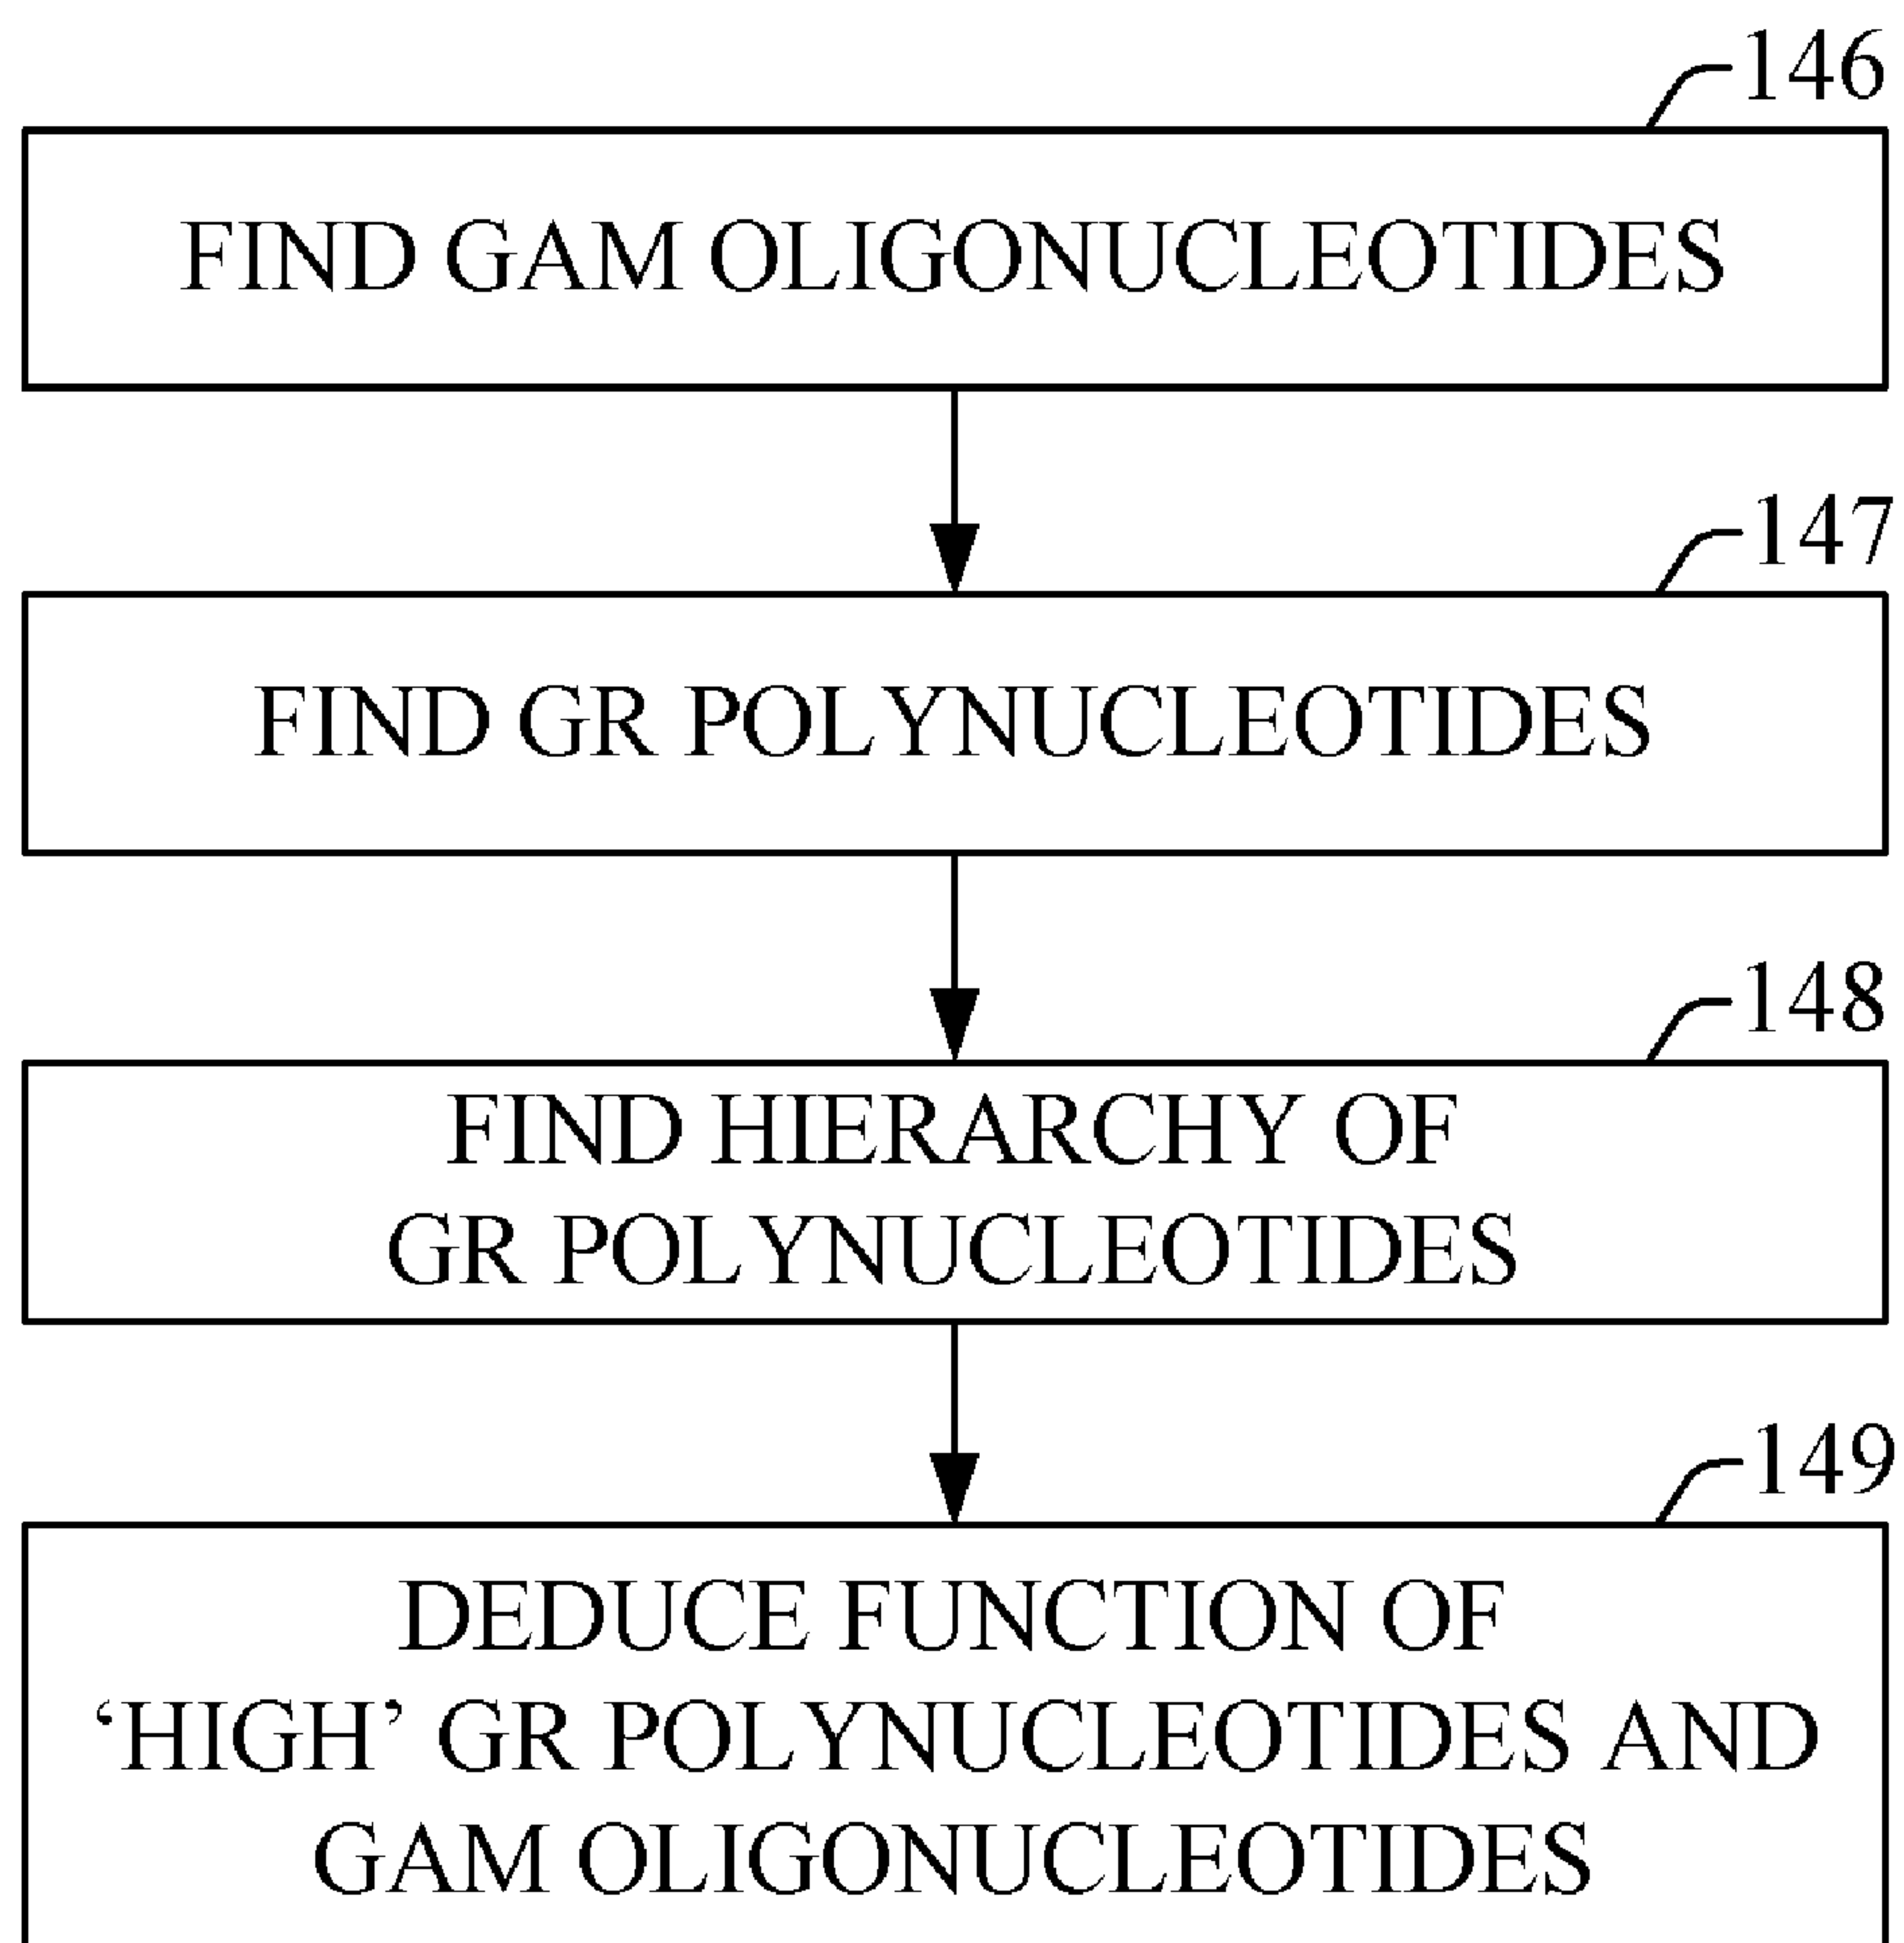 146
FIND GAM OLIGONUCLEOTIDES
147
FIND GR POLYNUCLEOTIDES
148
FIND HIERARCHY OF
GR POLYNUCLEOTIDES
149
DEDUCE FUNCTION OF
‘HIGH’ GR POLYNUCLEOTIDES AND
GAM OLIGONUCLEOTIDES